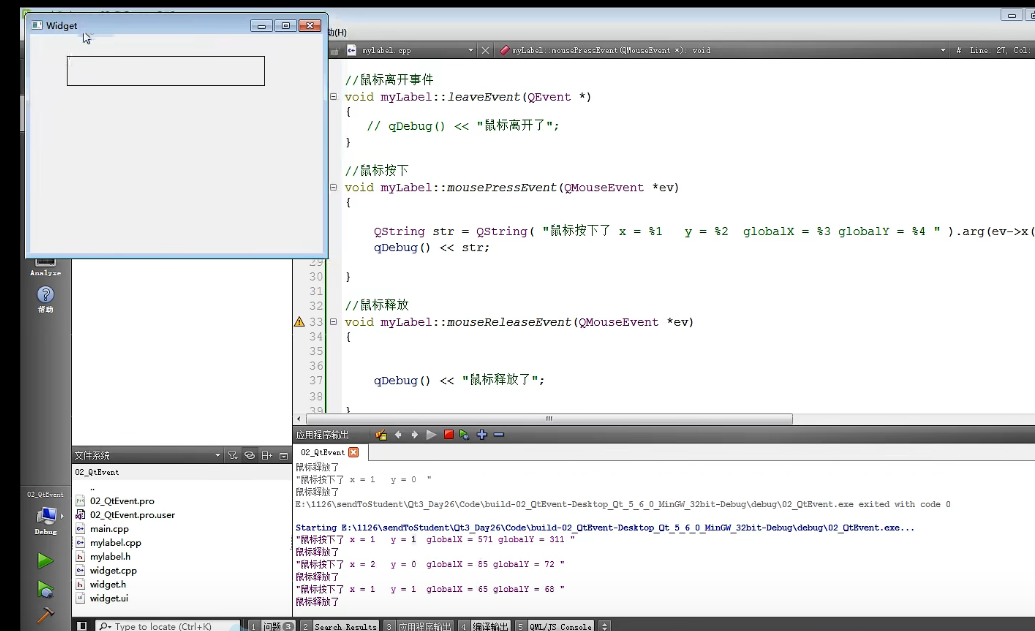 Widget
助(H)
mylabel.cpp
myLabel::mousePressEvent(QMouseEvent *): void
# Line: 27, Col:
//鼠标离开事件
void myLabel::leaveEvent(QEvent *)
{
// qDebug() << "鼠标离开了";
}
//鼠标按下
void myLabel::mousePressEvent(QMouseEvent *ev)
{
QString str = QString( "鼠标按下了 x = %1 y = %2 globalX = %3 globalY = %4 " ).arg(ev->x(
qDebug() << str;
29
30 }
31
32 //鼠标释放
33 void myLabel::mouseReleaseEvent(QMouseEvent *ev)
34 {
35
36
37 qDebug() << "鼠标释放了";
38
39 }
Analyze
帮助
应用程序输出
02_QtEvent
鼠标释放了
"鼠标按下了 x = 1 y = 0 "
鼠标释放了
E:\1126\sendToStudent\Qt3_Day26\Code\build-02_QtEvent-Desktop_Qt_5_6_0_MinGW_32bit-Debug\debug\02_QtEvent.exe exited with code 0
Starting E:\1126\sendToStudent\Qt3_Day26\Code\build-02_QtEvent-Desktop_Qt_5_6_0_MinGW_32bit-Debug\debug\02_QtEvent.exe...
"鼠标按下了 x = 1 y = 1 globalX = 571 globalY = 311 "
鼠标释放了
"鼠标按下了 x = 2 y = 0 globalX = 85 globalY = 72 "
鼠标释放了
"鼠标按下了 x = 1 y = 1 globalX = 65 globalY = 68 "
鼠标释放了
文件系统
02_QtEvent
..
02_QtEvent.pro
02_QtEvent.pro.user
main.cpp
mylabel.cpp
mylabel.h
widget.cpp
widget.h
widget.ui
02_QtEvent
Debug
Type to locate (Ctrl+K)
1 问题 3
2 Search Results
3 应用程序输出
4 编译输出
5 QML/JS Console